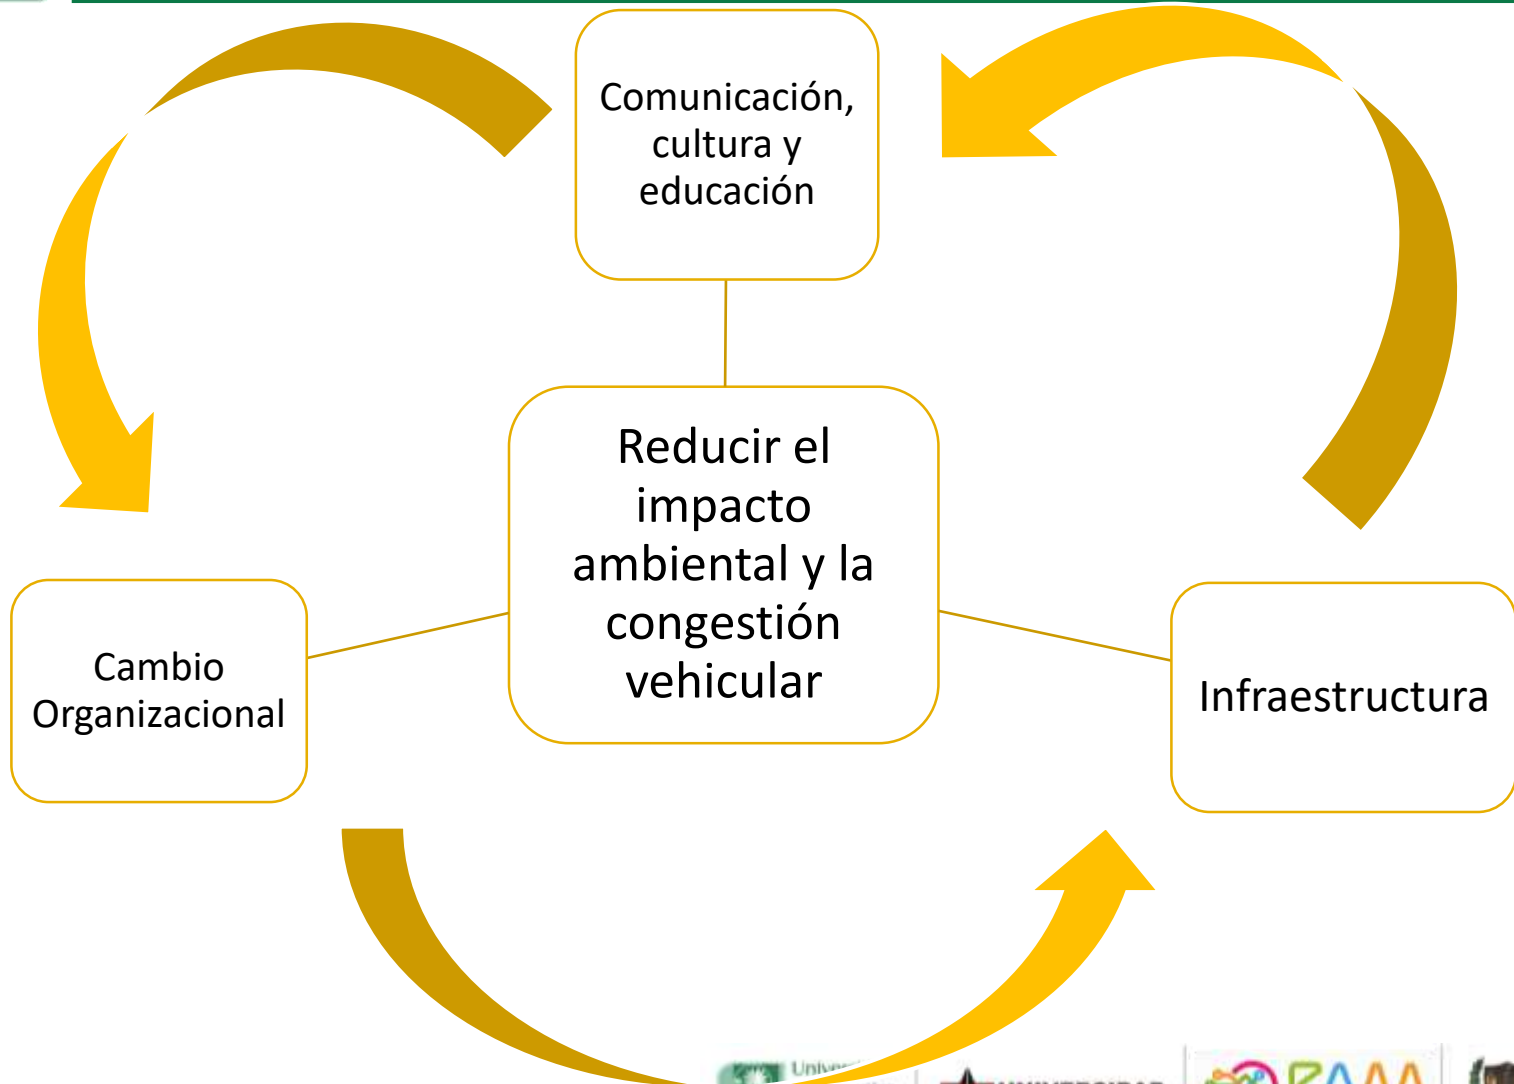 Comunicación,
cultura y
educación
Reducir el
impacto
ambiental y la
congestión
vehicular
Cambio
Organizacional
Infraestructura